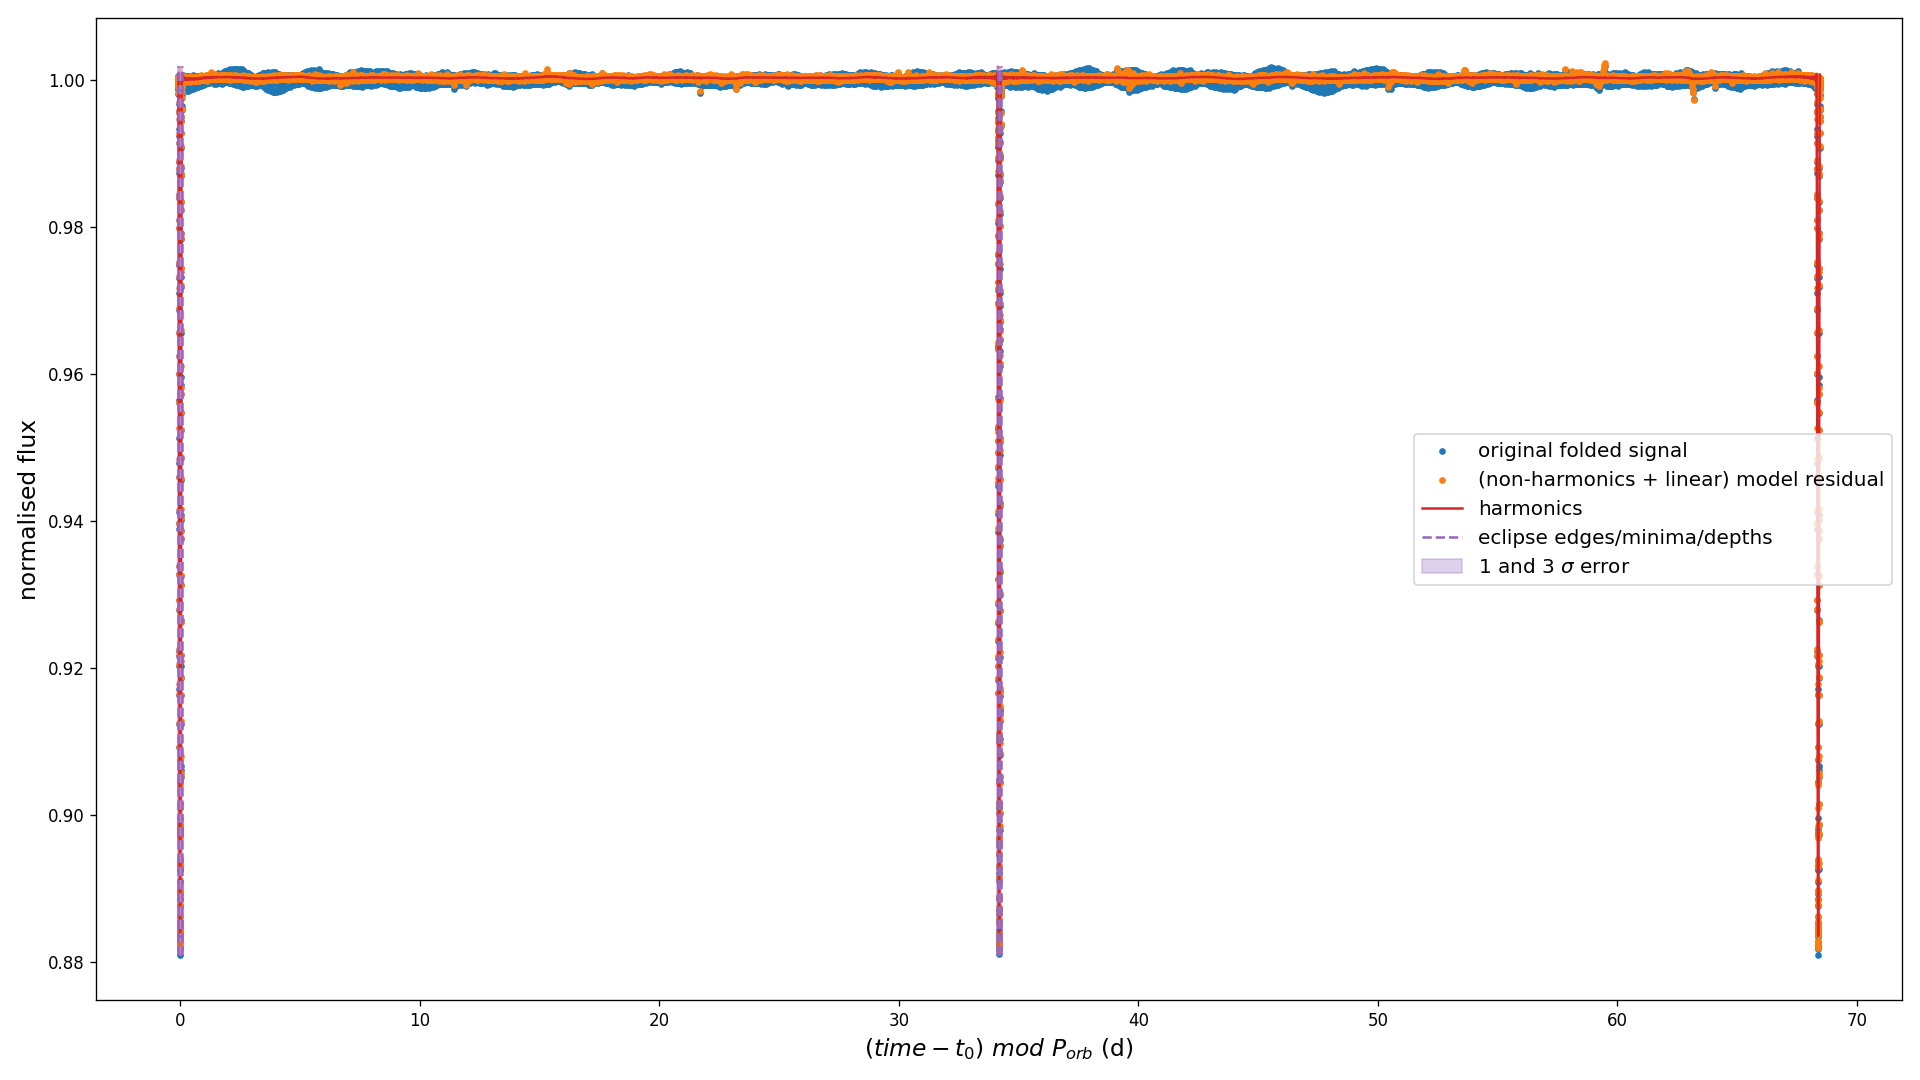 1.00
0.98
0.96
0.94
0.92
0.90
0.88
normalised flux
original folded signal
(non-harmonics + linear) model residual
harmonics
eclipse edges/minima/depths
1 and 3 σ error
0 10 20 30 40 50 60 70
(time − t₀) mod Pₒᵣb (d)